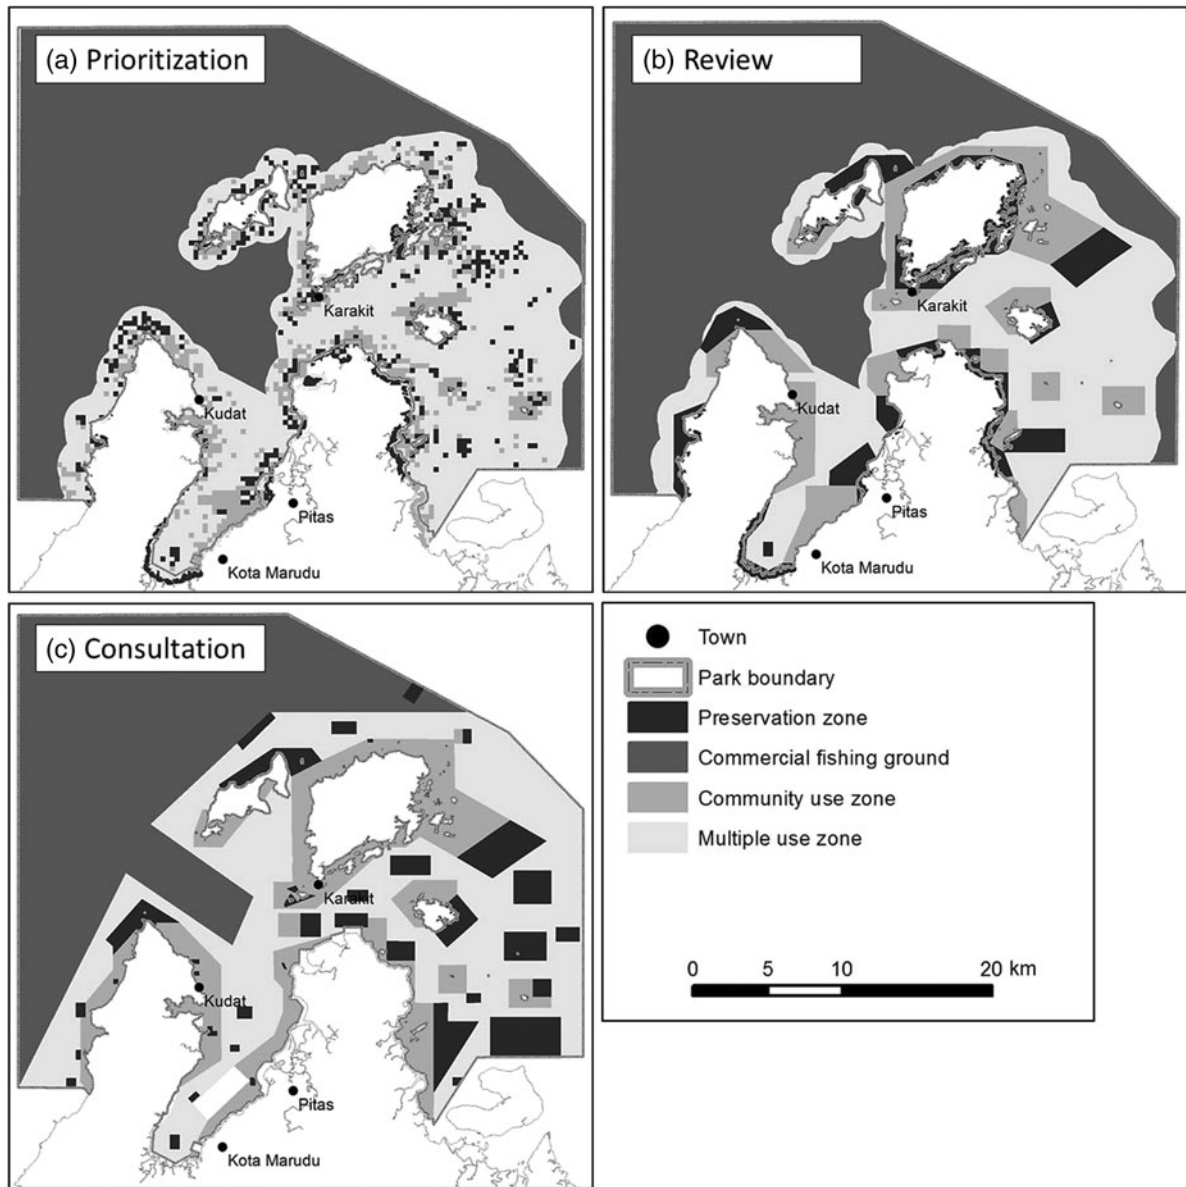 (a) Prioritization
Karakit
Kudat
Pitas
Kota Marudu
(b) Review
Karakit
Kudat
Pitas
Kota Marudu
(c) Consultation
Karakit
Kudat
Pitas
Kota Marudu
Town
Park boundary
Preservation zone
Commercial fishing ground
Community use zone
Multiple use zone
0 5 10 20 km